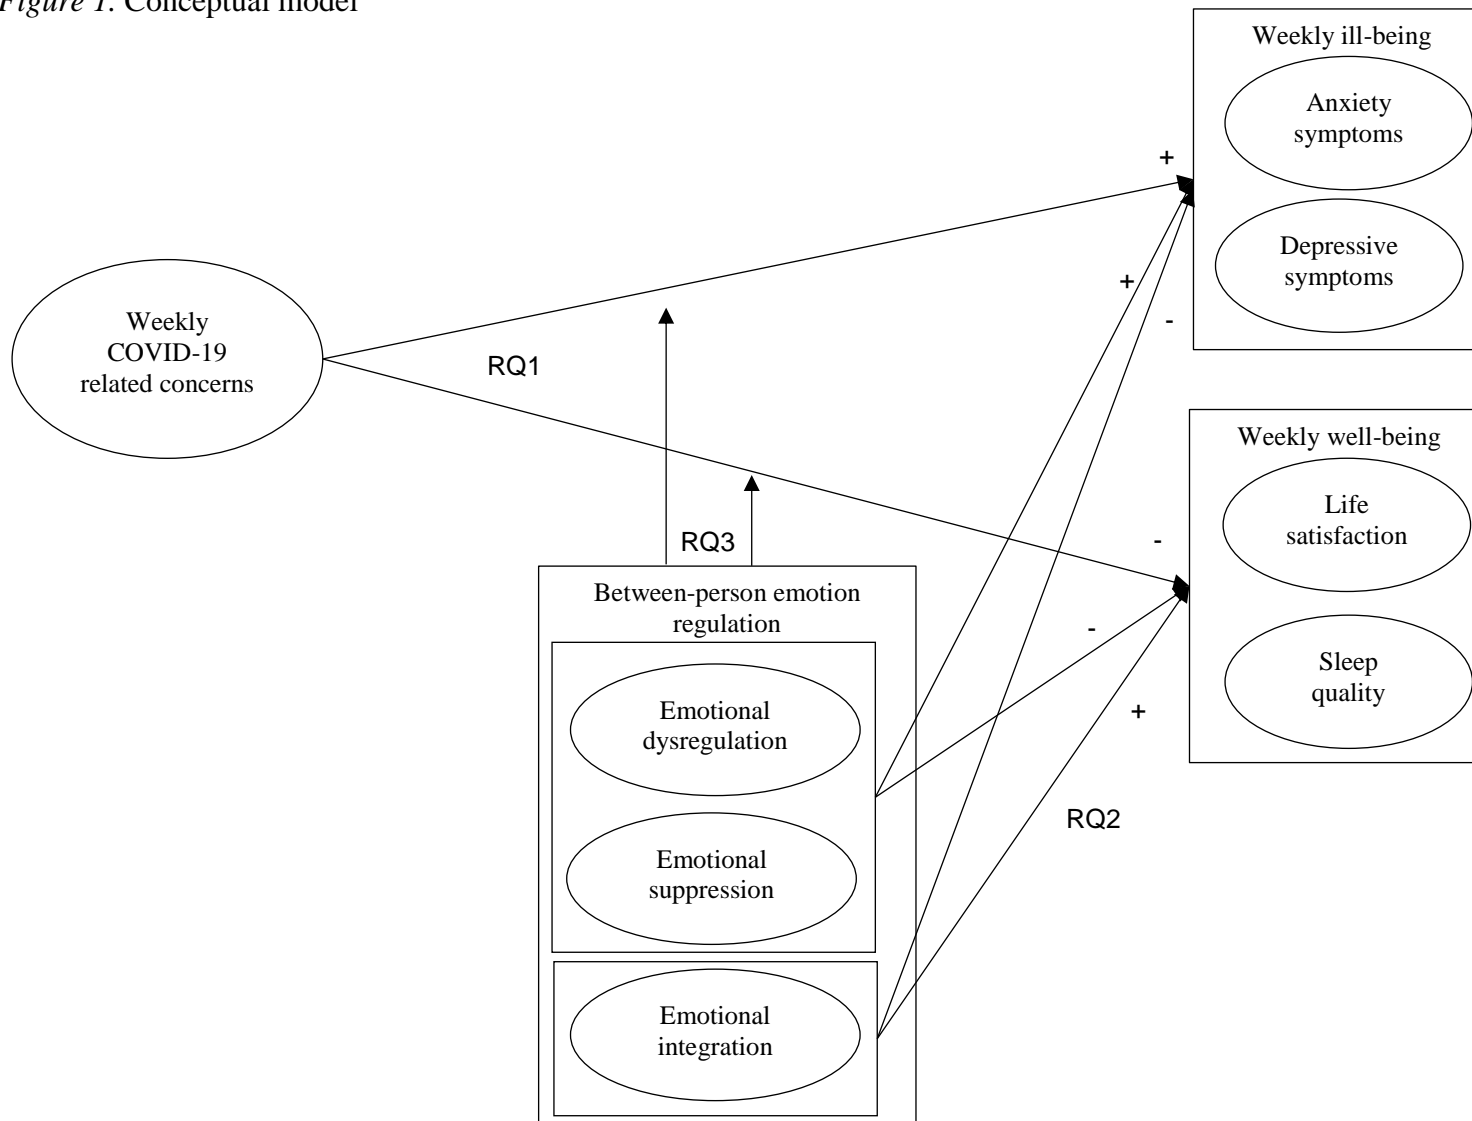 Figure 1. Conceptual model
Weekly ill-being
Anxiety
symptoms
+
Depressive
symptoms
+
-
Weekly
COVID-19
related concerns
RQ1
Weekly well-being
Life
satisfaction
RQ3
-
Between-person emotion
regulation
-
Sleep
quality
Emotional
dysregulation
+
RQ2
Emotional
suppression
Emotional
integration